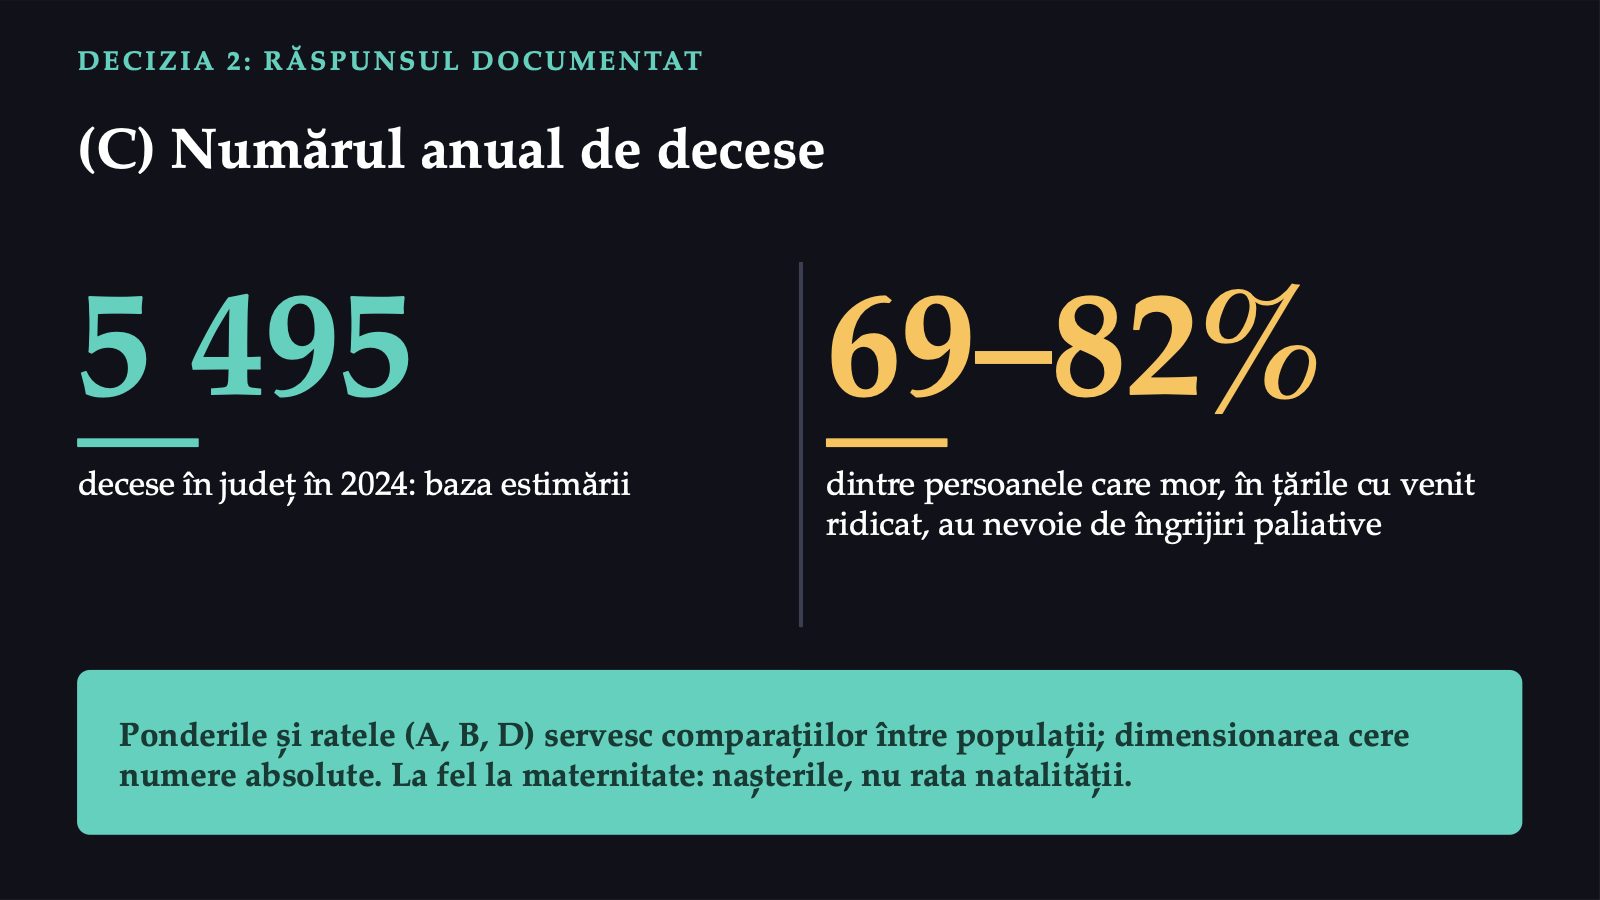 DECIZIA 2: RĂSPUNSUL DOCUMENTAT
(C) Numărul anual de decese
5 495
decese în județ în 2024: baza estimării
69–82%
dintre persoanele care mor, în țările cu venit
ridicat, au nevoie de îngrijiri paliative
Ponderile și ratele (A, B, D) servesc comparațiilor între populații; dimensionarea cere
numere absolute. La fel la maternitate: nașterile, nu rata natalității.